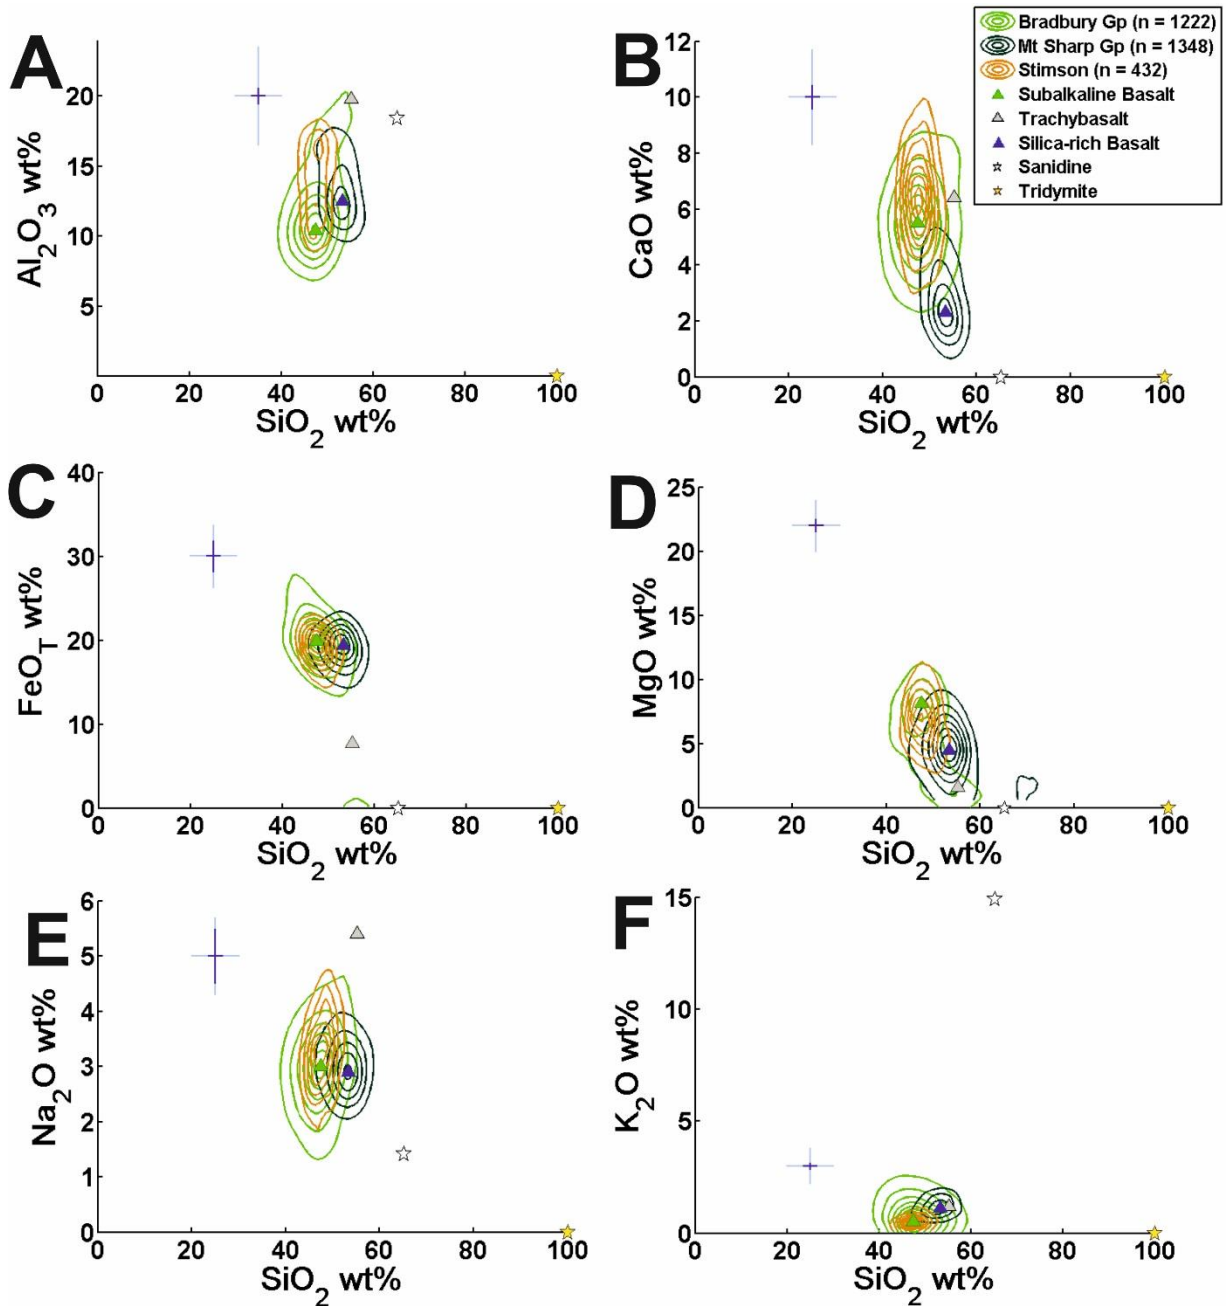 A
Al2O3 wt%
20
15
10
5
0 20 40 60 80 100
SiO2 wt%
B
CaO wt%
12
10
8
6
4
2
0
0 20 40 60 80 100
SiO2 wt%
Bradbury Gp (n = 1222)
Mt Sharp Gp (n = 1348)
Stimson (n = 432)
Subalkaline Basalt
Trachybasalt
Silica-rich Basalt
Sanidine
Tridymite
C
FeOT wt%
40
30
20
10
0
0 20 40 60 80 100
SiO2 wt%
D
MgO wt%
25
20
15
10
5
0
0 20 40 60 80 100
SiO2 wt%
E
Na2O wt%
6
5
4
3
2
1
0
0 20 40 60 80 100
SiO2 wt%
F
K2O wt%
15
10
5
0
0 20 40 60 80 100
SiO2 wt%